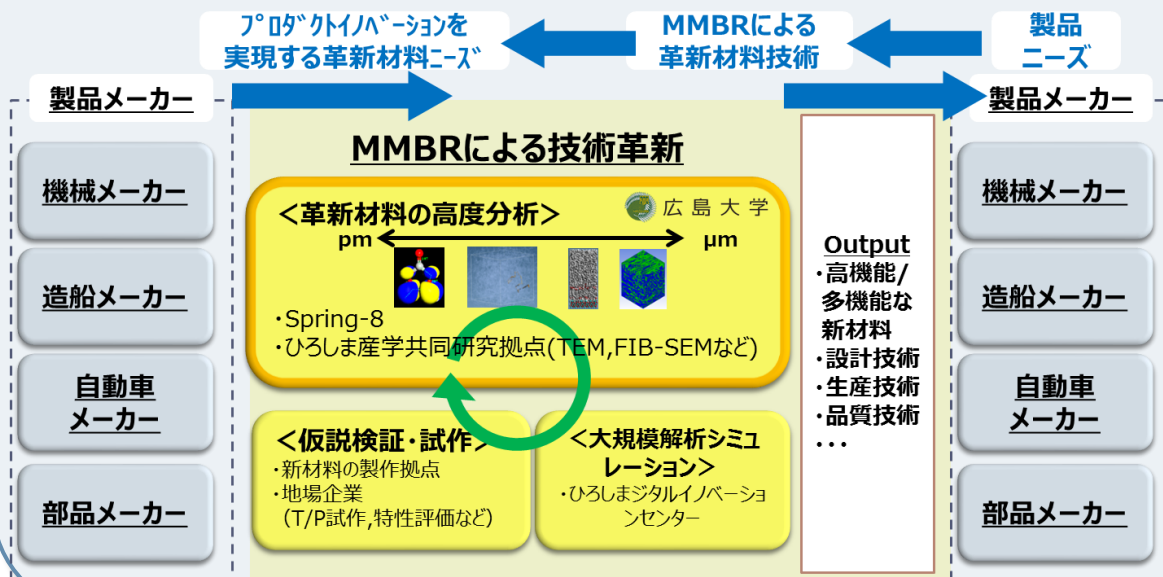 ﾌﾟﾛﾀﾞｸﾄｲﾉﾍﾞｰｼｮﾝを
実現する革新材料ﾆｰｽﾞ
MMBRによる
革新材料技術
製品
ニーズ
製品メーカー
機械メーカー
造船メーカー
自動車
メーカー
部品メーカー
MMBRによる技術革新
＜革新材料の高度分析＞
広島大学
pm
μm
・Spring-8
・ひろしま産学共同研究拠点(TEM,FIB-SEMなど)
＜仮説検証・試作＞
・新材料の製作拠点
・地場企業
（T/P試作,特性評価など）
＜大規模解析シミュ
レーション＞
・ひろしまデジタルイノベーショ
ンセンター
Output
・高機能/
多機能な
新材料
・設計技術
・生産技術
・品質技術
・・・
製品メーカー
機械メーカー
造船メーカー
自動車
メーカー
部品メーカー